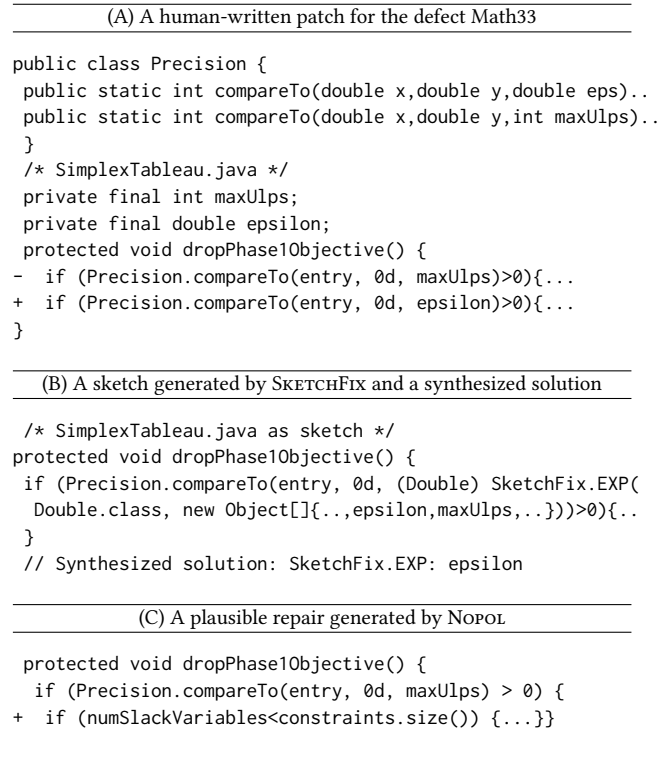 (A) A human-written patch for the defect Math33
public class Precision {
public static int compareTo(double x,double y,double eps)..
public static int compareTo(double x,double y,int maxUlps)..
}
/* SimplexTableau.java */
private final int maxUlps;
private final double epsilon;
protected void dropPhase1Objective() {
- if (Precision.compareTo(entry, 0d, maxUlps)>0){...
+ if (Precision.compareTo(entry, 0d, epsilon)>0){...
}
(B) A sketch generated by SKETCHFIX and a synthesized solution
/* SimplexTableau.java as sketch */
protected void dropPhase1Objective() {
if (Precision.compareTo(entry, 0d, (Double) SketchFix.EXP(
Double.class, new Object[]{..,epsilon,maxUlps,..}))>0){..
}
// Synthesized solution: SketchFix.EXP: epsilon
(C) A plausible repair generated by NOPOL
protected void dropPhase1Objective() {
if (Precision.compareTo(entry, 0d, maxUlps) > 0) {
+ if (numSlackVariables<constraints.size()) {...}}